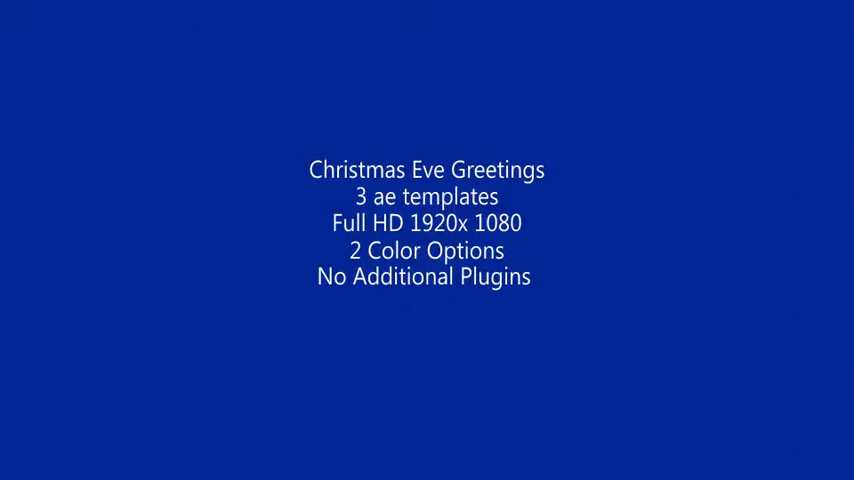 Christmas Eve Greetings
3 ae templates
Full HD 1920x 1080
2 Color Options
No Additional Plugins